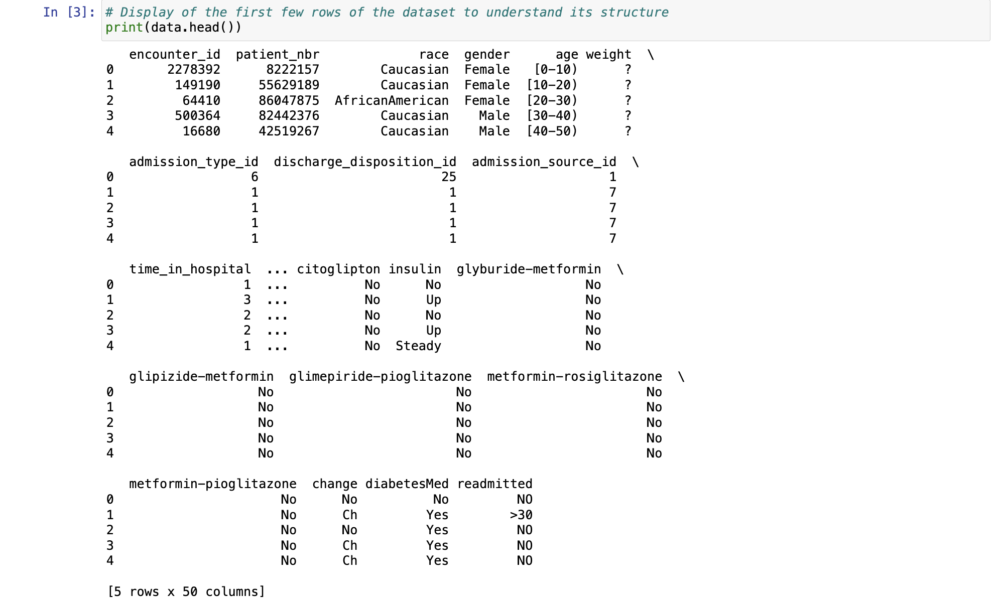 In [3]: # Display of the first few rows of the dataset to understand its structure
print(data.head())
encounter_id patient_nbr race gender age weight \
0 2278392 8222157 Caucasian Female [0-10) ?
1 149190 55629189 Caucasian Female [10-20) ?
2 64410 86047875 AfricanAmerican Female [20-30) ?
3 500364 82442376 Caucasian Male [30-40) ?
4 16680 42519267 Caucasian Male [40-50) ?
admission_type_id discharge_disposition_id admission_source_id \
0 6 25 1
1 1 1 7
2 1 1 7
3 1 1 7
4 1 1 7
time_in_hospital ... citoglipton insulin glyburide-metformin \
0 1 ... No No No
1 3 ... No Up No
2 2 ... No No No
3 2 ... No Up No
4 1 ... No Steady No
glipizide-metformin glimepiride-pioglitazone metformin-rosiglitazone \
0 No No No
1 No No No
2 No No No
3 No No No
4 No No No
metformin-pioglitazone change diabetesMed readmitted
0 No No No NO
1 No Ch Yes >30
2 No No Yes NO
3 No Ch Yes NO
4 No Ch Yes NO
[5 rows x 50 columns]